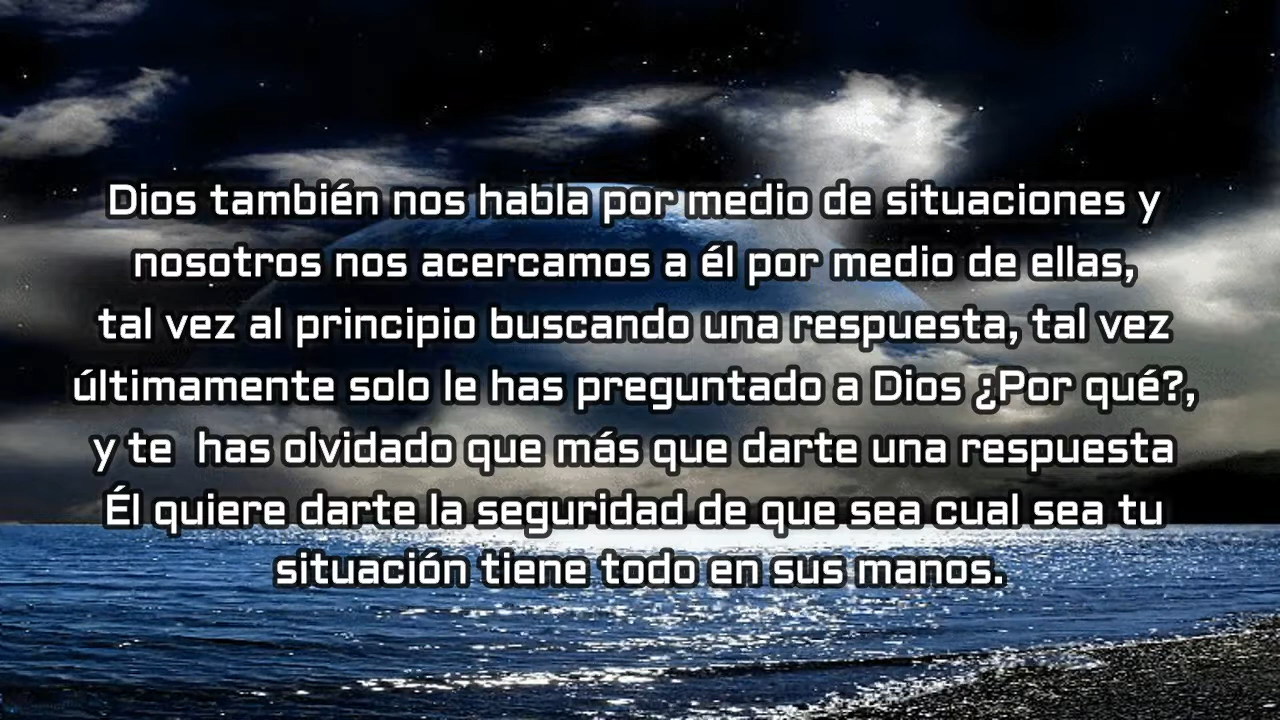 Dios también nos habla por medio de situaciones y
nosotros nos acercamos a él por medio de ellas,
tal vez al principio buscando una respuesta, tal vez
últimamente solo le has preguntado a Dios ¿Por qué?,
y te  has olvidado que más que darte una respuesta
Él quiere darte la seguridad de que sea cual sea tu
situación tiene todo en sus manos.